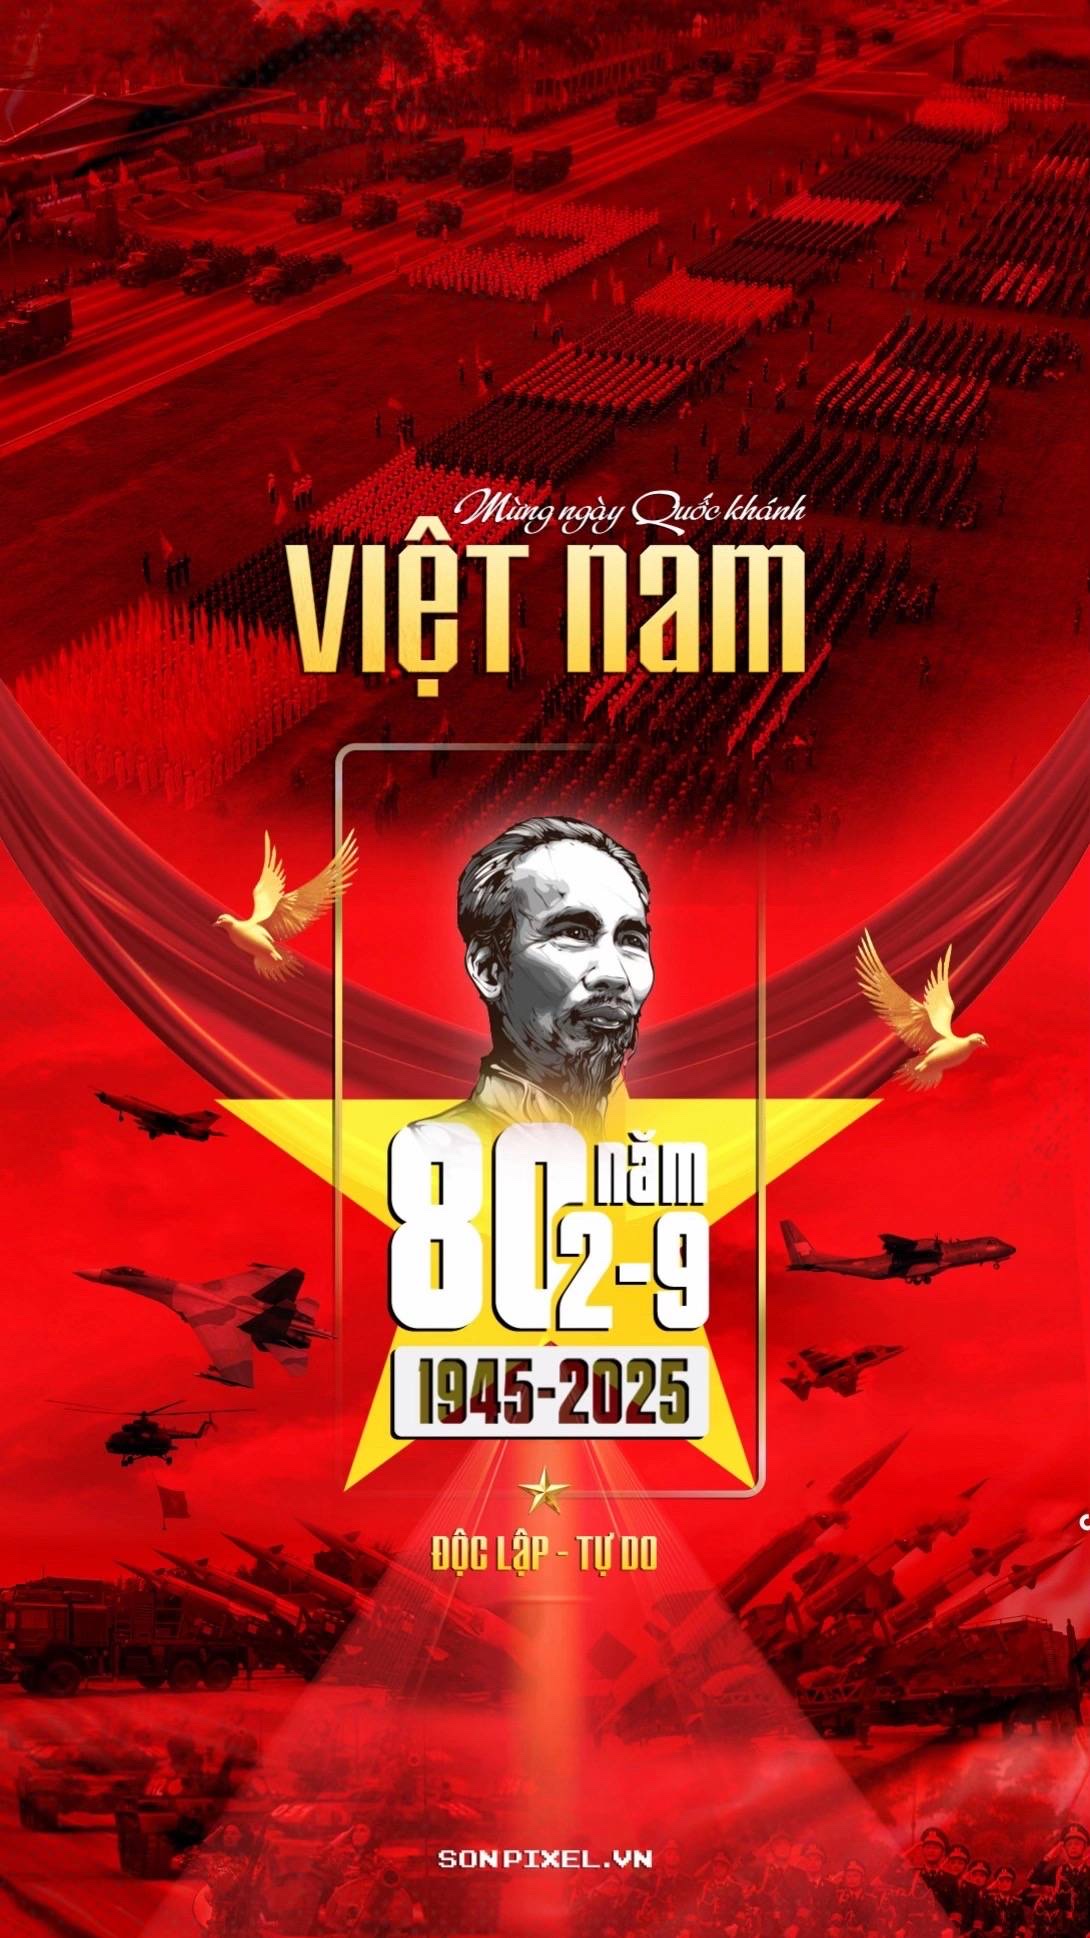 Mừng ngày Quốc khánh
VIỆT NAM
80 năm
2-9
1945-2025
ĐỘC LẬP - TỰ DO
SONPIXEL.VN